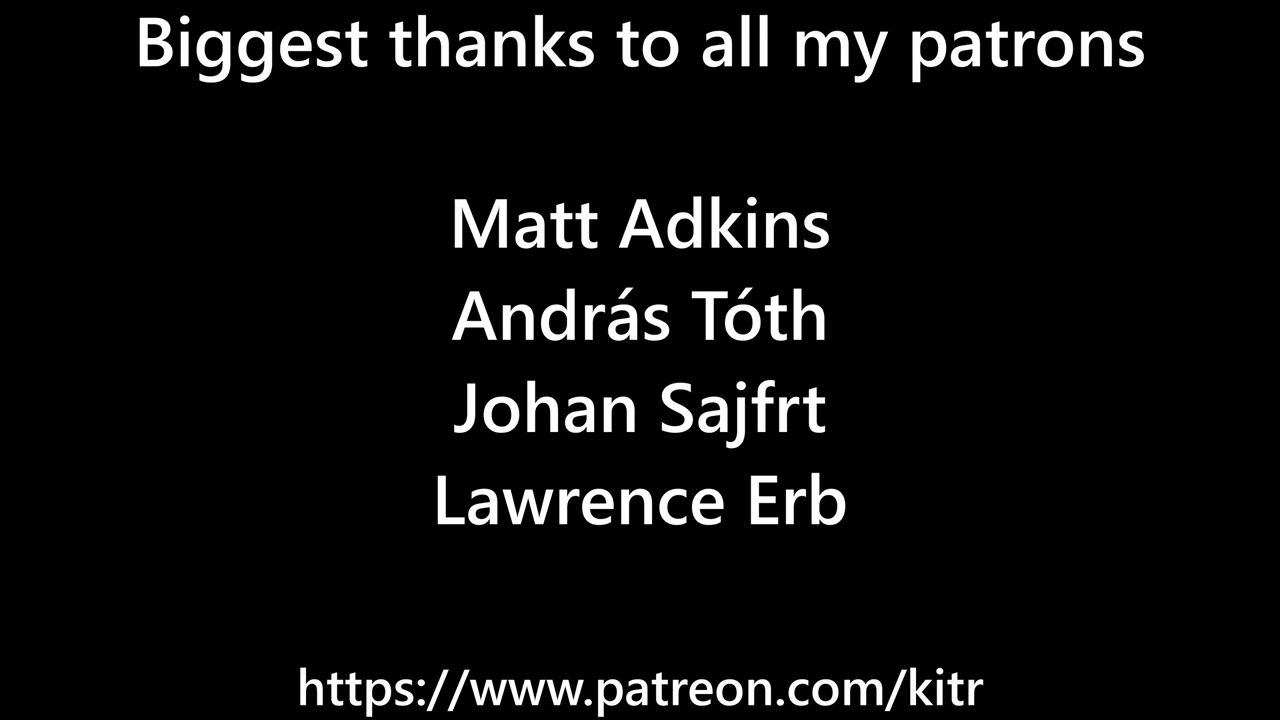 Biggest thanks to all my patrons
Matt Adkins
András Tóth
Johan Sajfrt
Lawrence Erb
https://www.patreon.com/kitr